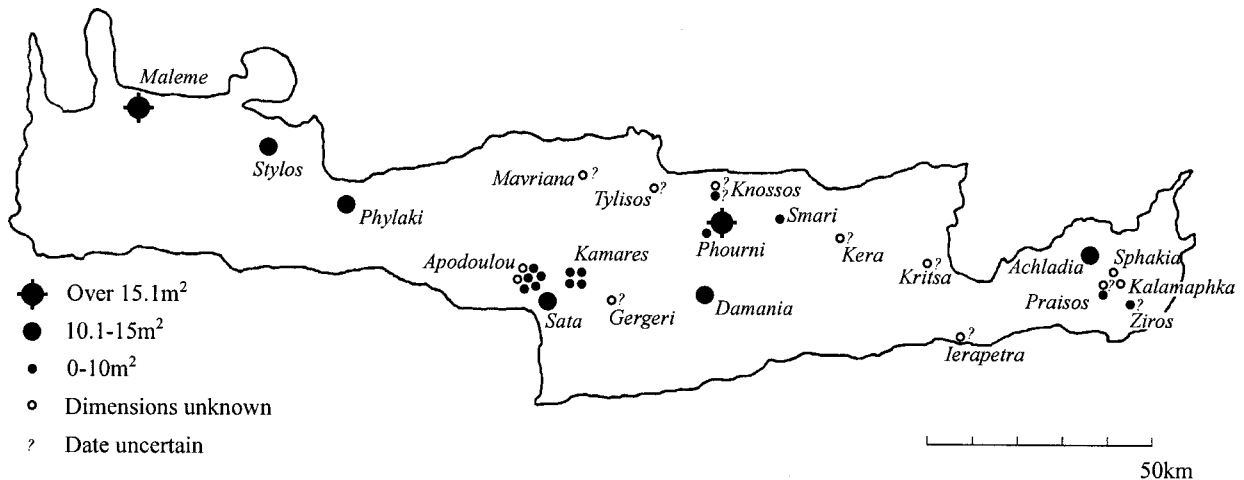 Maleme
Stylos
Phylaki
Mavriana
?
Tylisos
?
?
Knossos
?
Phourni
Smari
?
Kera
?
Kritsa
Apodoulou
Kamares
Sata
?
Gergeri
Damania
Achladia
Sphakia
Kalamaphka
?
Praisos
?
Ziros
?
Ierapetra
Over 15.1m²
10.1-15m²
0-10m²
Dimensions unknown
? Date uncertain
50km